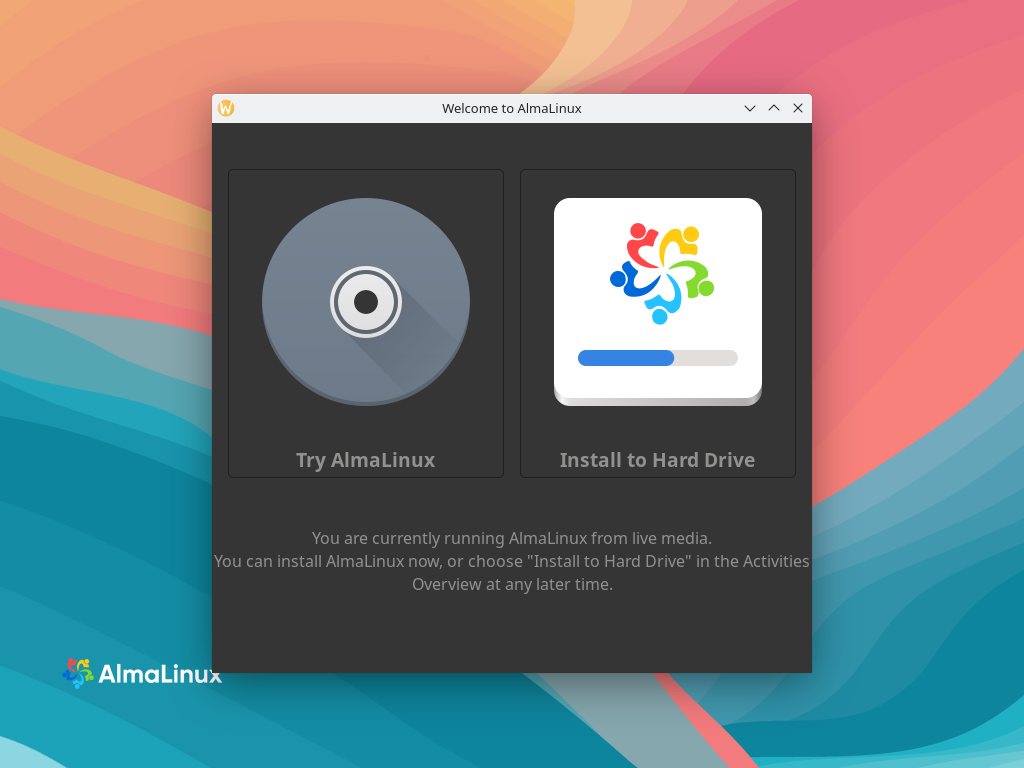 Welcome to AlmaLinux
Try AlmaLinux
Install to Hard Drive
You are currently running AlmaLinux from live media.
You can install AlmaLinux now, or choose "Install to Hard Drive" in the Activities
Overview at any later time.
AlmaLinux